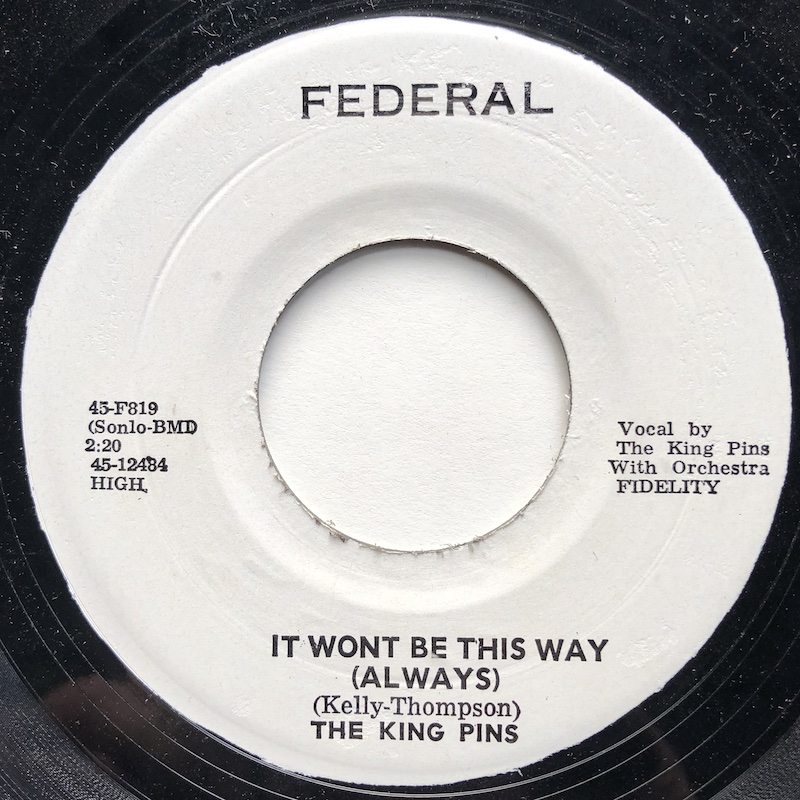 FEDERAL
45-F819
(Sonlo-BMI)
2:20
45-12484
HIGH
Vocal by
The King Pins
With Orchestra
FIDELITY
IT WONT BE THIS WAY
(ALWAYS)
(Kelly-Thompson)
THE KING PINS